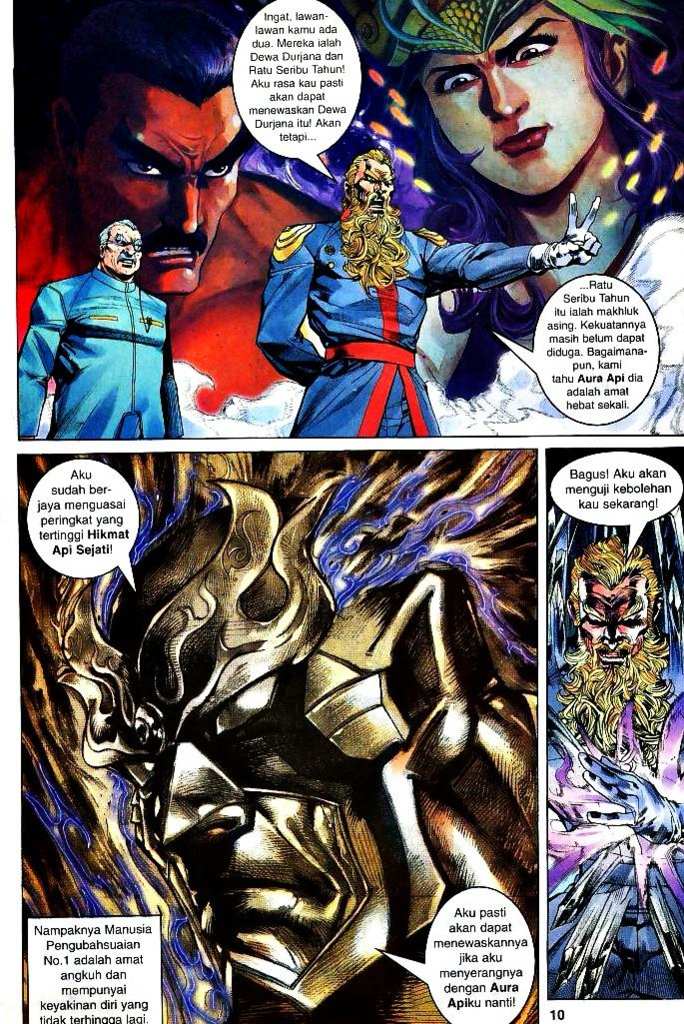 Ingat, lawan-
lawan kamu ada
dua. Mereka ialah
Dewa Durjana dan
Ratu Seribu Tahun!
Aku rasa kau pasti
akan dapat
menewaskan Dewa
Durjana itu! Akan
tetapi...
...Ratu
Seribu Tahun
itu ialah makhluk
asing. Kekuatannya
masih belum dapat
diduga. Bagaimana-
pun, kami
tahu Aura Api dia
adalah amat
hebat sekali.
Aku
sudah ber-
jaya menguasai
peringkat yang
tertinggi Hikmat
Api Sejati!
Nampaknya Manusia
Pengubahsuaian
No.1 adalah amat
angkuh dan
mempunyai
keyakinan diri yang
tidak terhingga lagi.
Aku pasti
akan dapat
menewaskannya
jika aku
menyerangnya
dengan Aura
Apiku nanti!
Bagus! Aku akan
menguji kebolehan
kau sekarang!
10